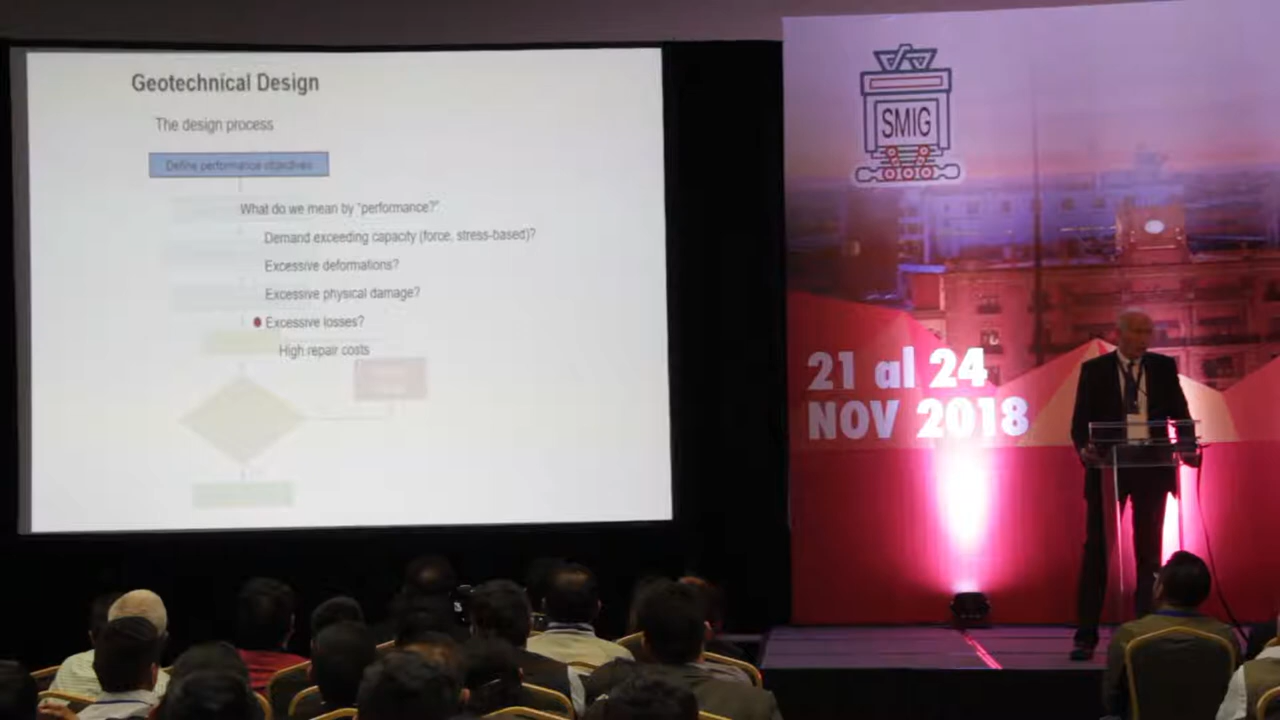 Geotechnical Design
The design process
Define performance objectives
What do we mean by "performance?"
Demand exceeding capacity (force, stress-based)?
Excessive deformations?
Excessive physical damage?
Excessive losses?
High repair costs
SMIG
21 al 24
NOV 2018